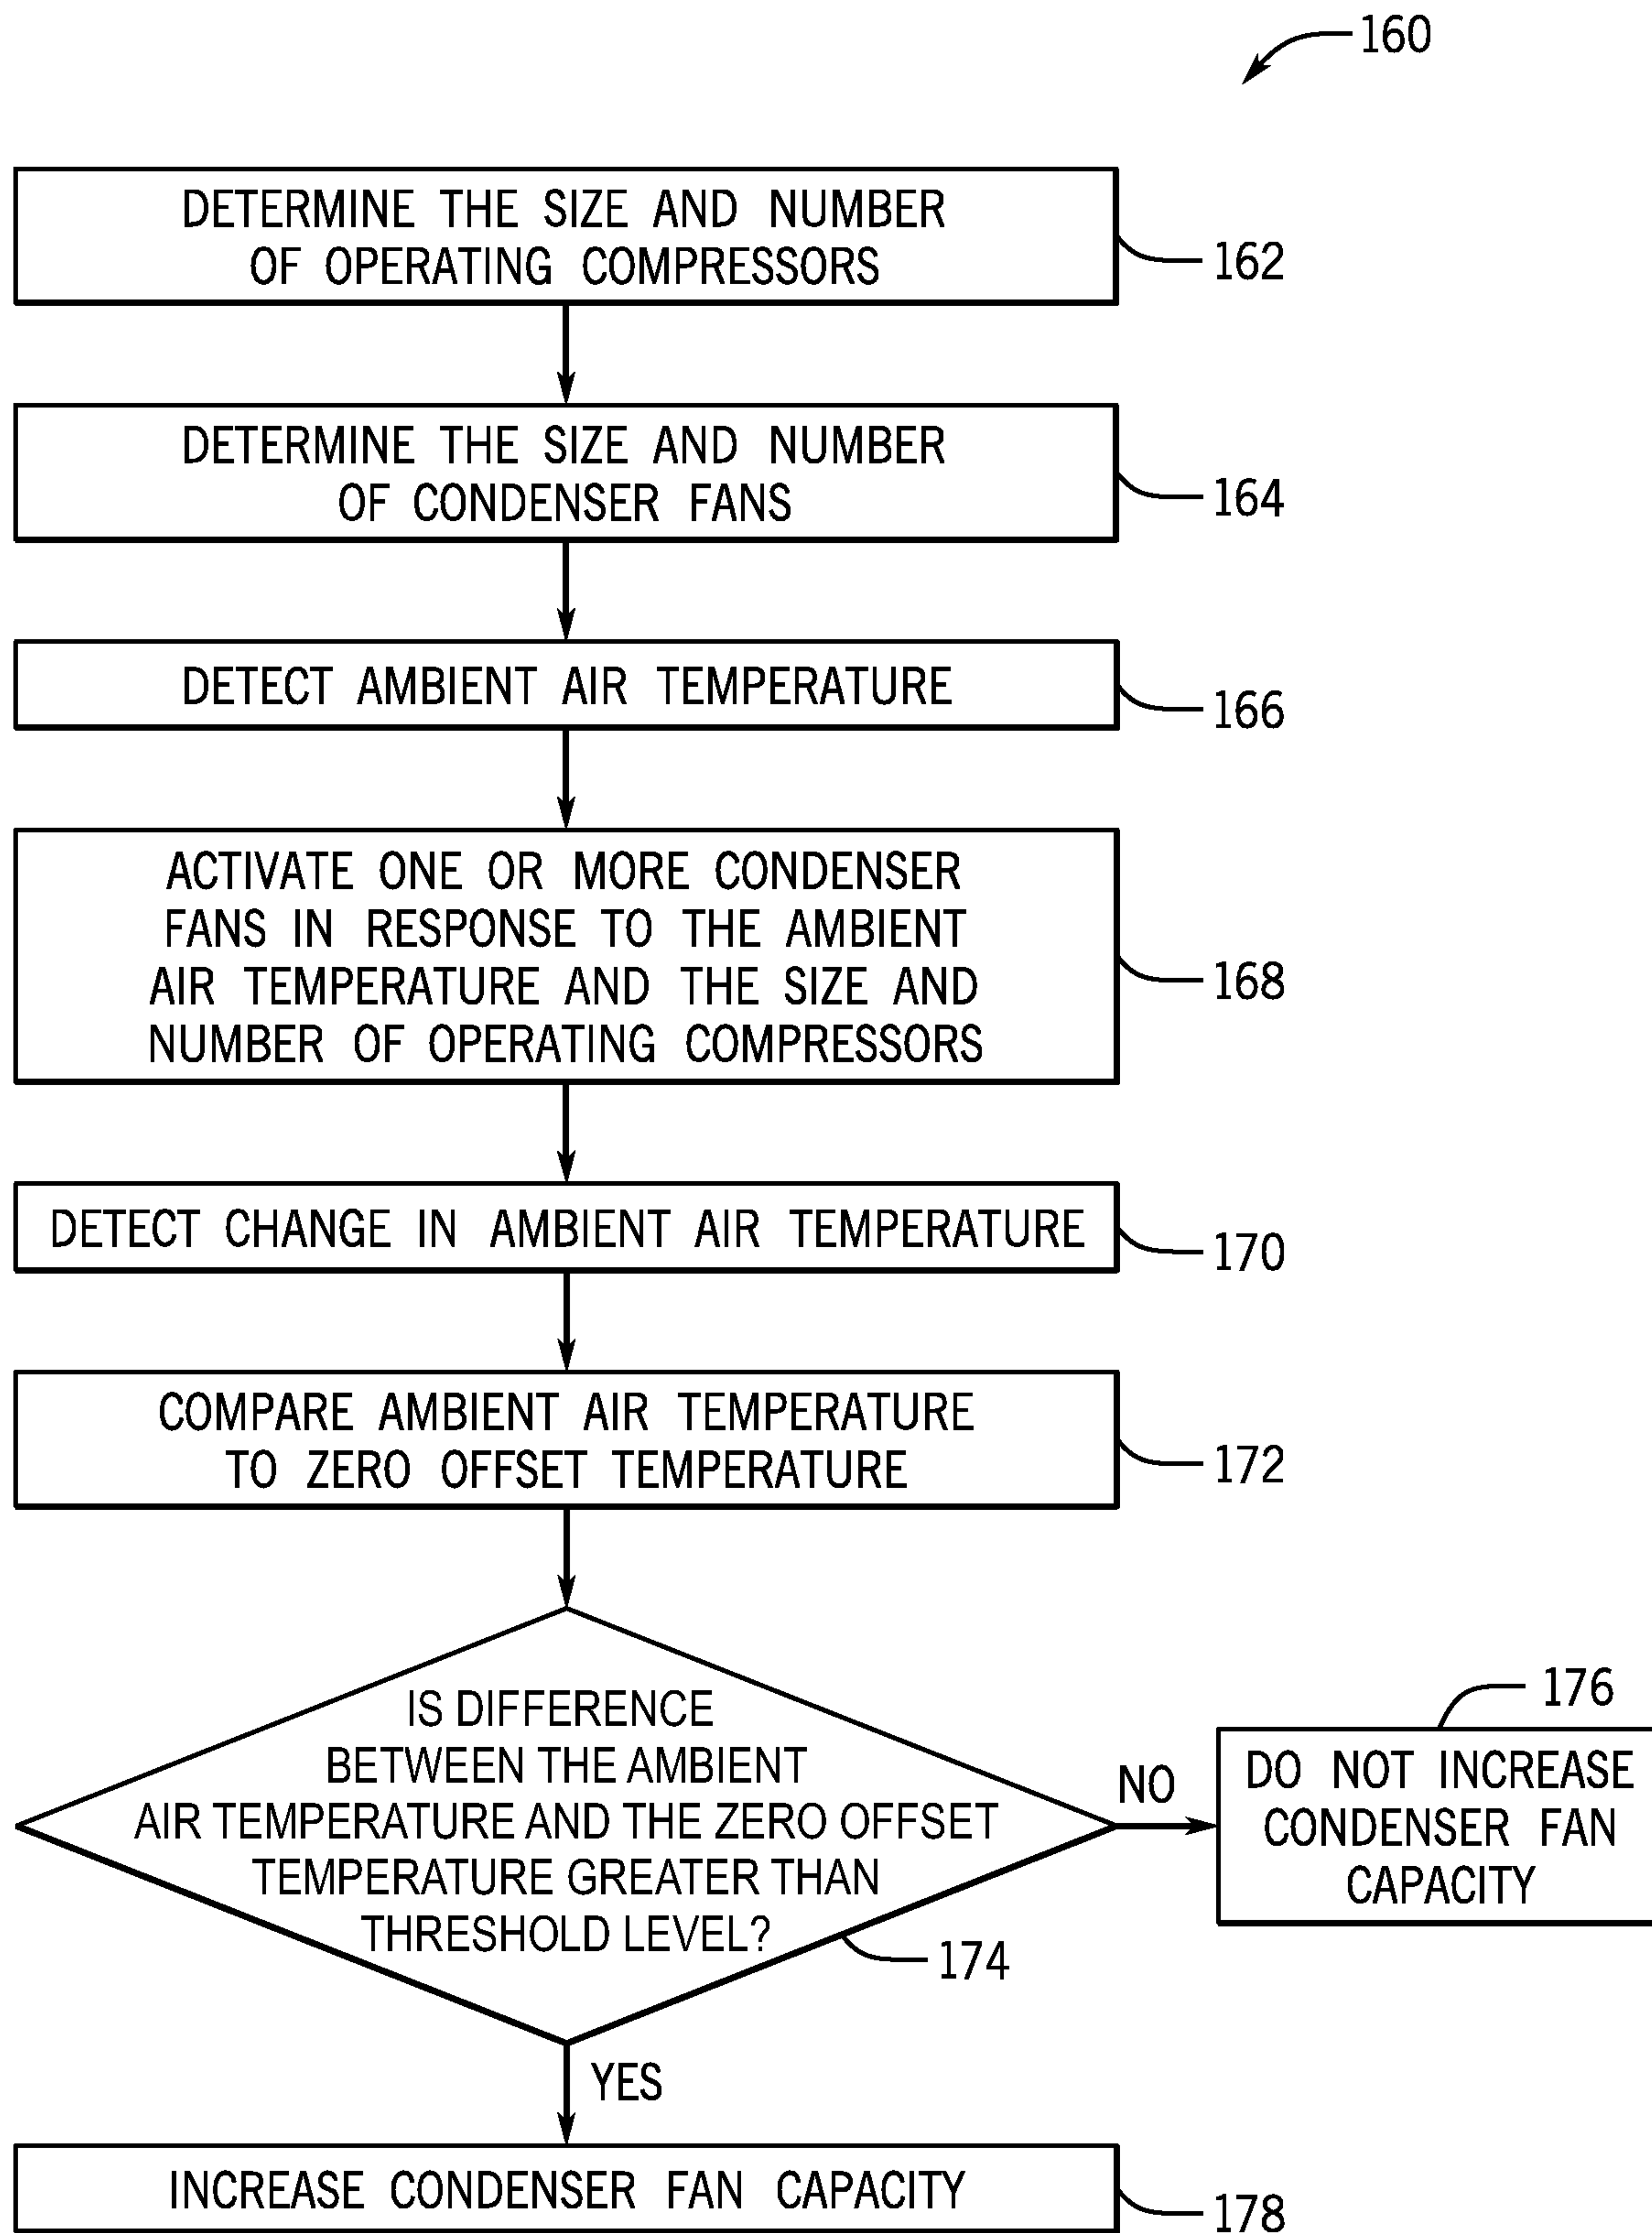 160
DETERMINE THE SIZE AND NUMBER
OF OPERATING COMPRESSORS
162
DETERMINE THE SIZE AND NUMBER
OF CONDENSER FANS
164
DETECT AMBIENT AIR TEMPERATURE
166
ACTIVATE ONE OR MORE CONDENSER
FANS IN RESPONSE TO THE AMBIENT
AIR TEMPERATURE AND THE SIZE AND
NUMBER OF OPERATING COMPRESSORS
168
DETECT CHANGE IN AMBIENT AIR TEMPERATURE
170
COMPARE AMBIENT AIR TEMPERATURE
TO ZERO OFFSET TEMPERATURE
172
IS DIFFERENCE
BETWEEN THE AMBIENT
AIR TEMPERATURE AND THE ZERO OFFSET
TEMPERATURE GREATER THAN
THRESHOLD LEVEL?
174
NO
176
DO NOT INCREASE
CONDENSER FAN
CAPACITY
YES
INCREASE CONDENSER FAN CAPACITY
178